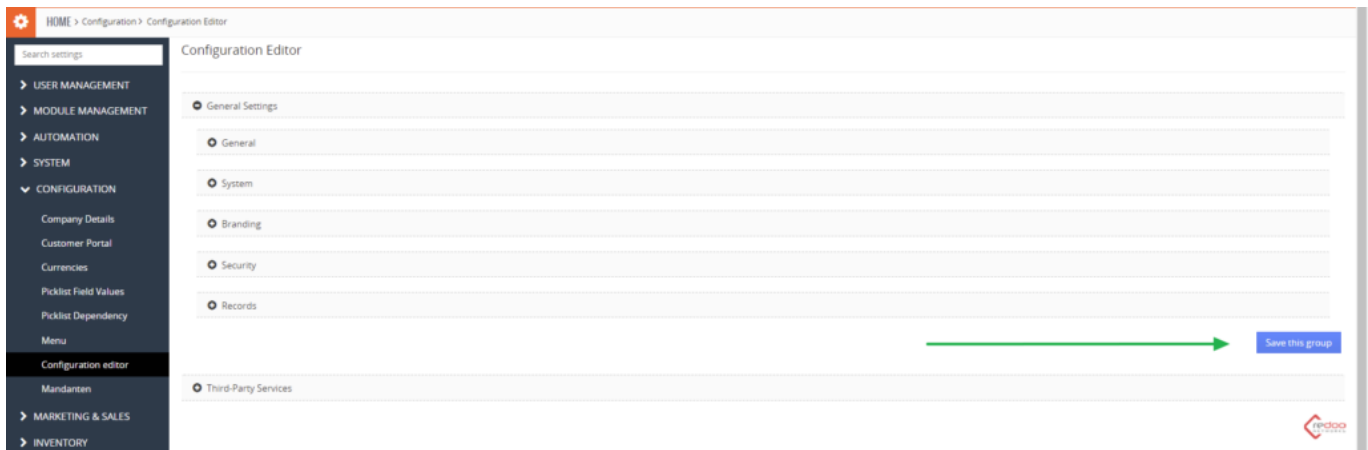 HOME > Configuration > Configuration Editor
Search settings
Configuration Editor
USER MANAGEMENT
MODULE MANAGEMENT
AUTOMATION
SYSTEM
CONFIGURATION
Company Details
Customer Portal
Currencies
Picklist Field Values
Picklist Dependency
Menu
Configuration editor
Mandanten
MARKETING & SALES
INVENTORY
General Settings
General
System
Branding
Security
Records
Save this group
Third-Party Services
redoo
NETWORKS